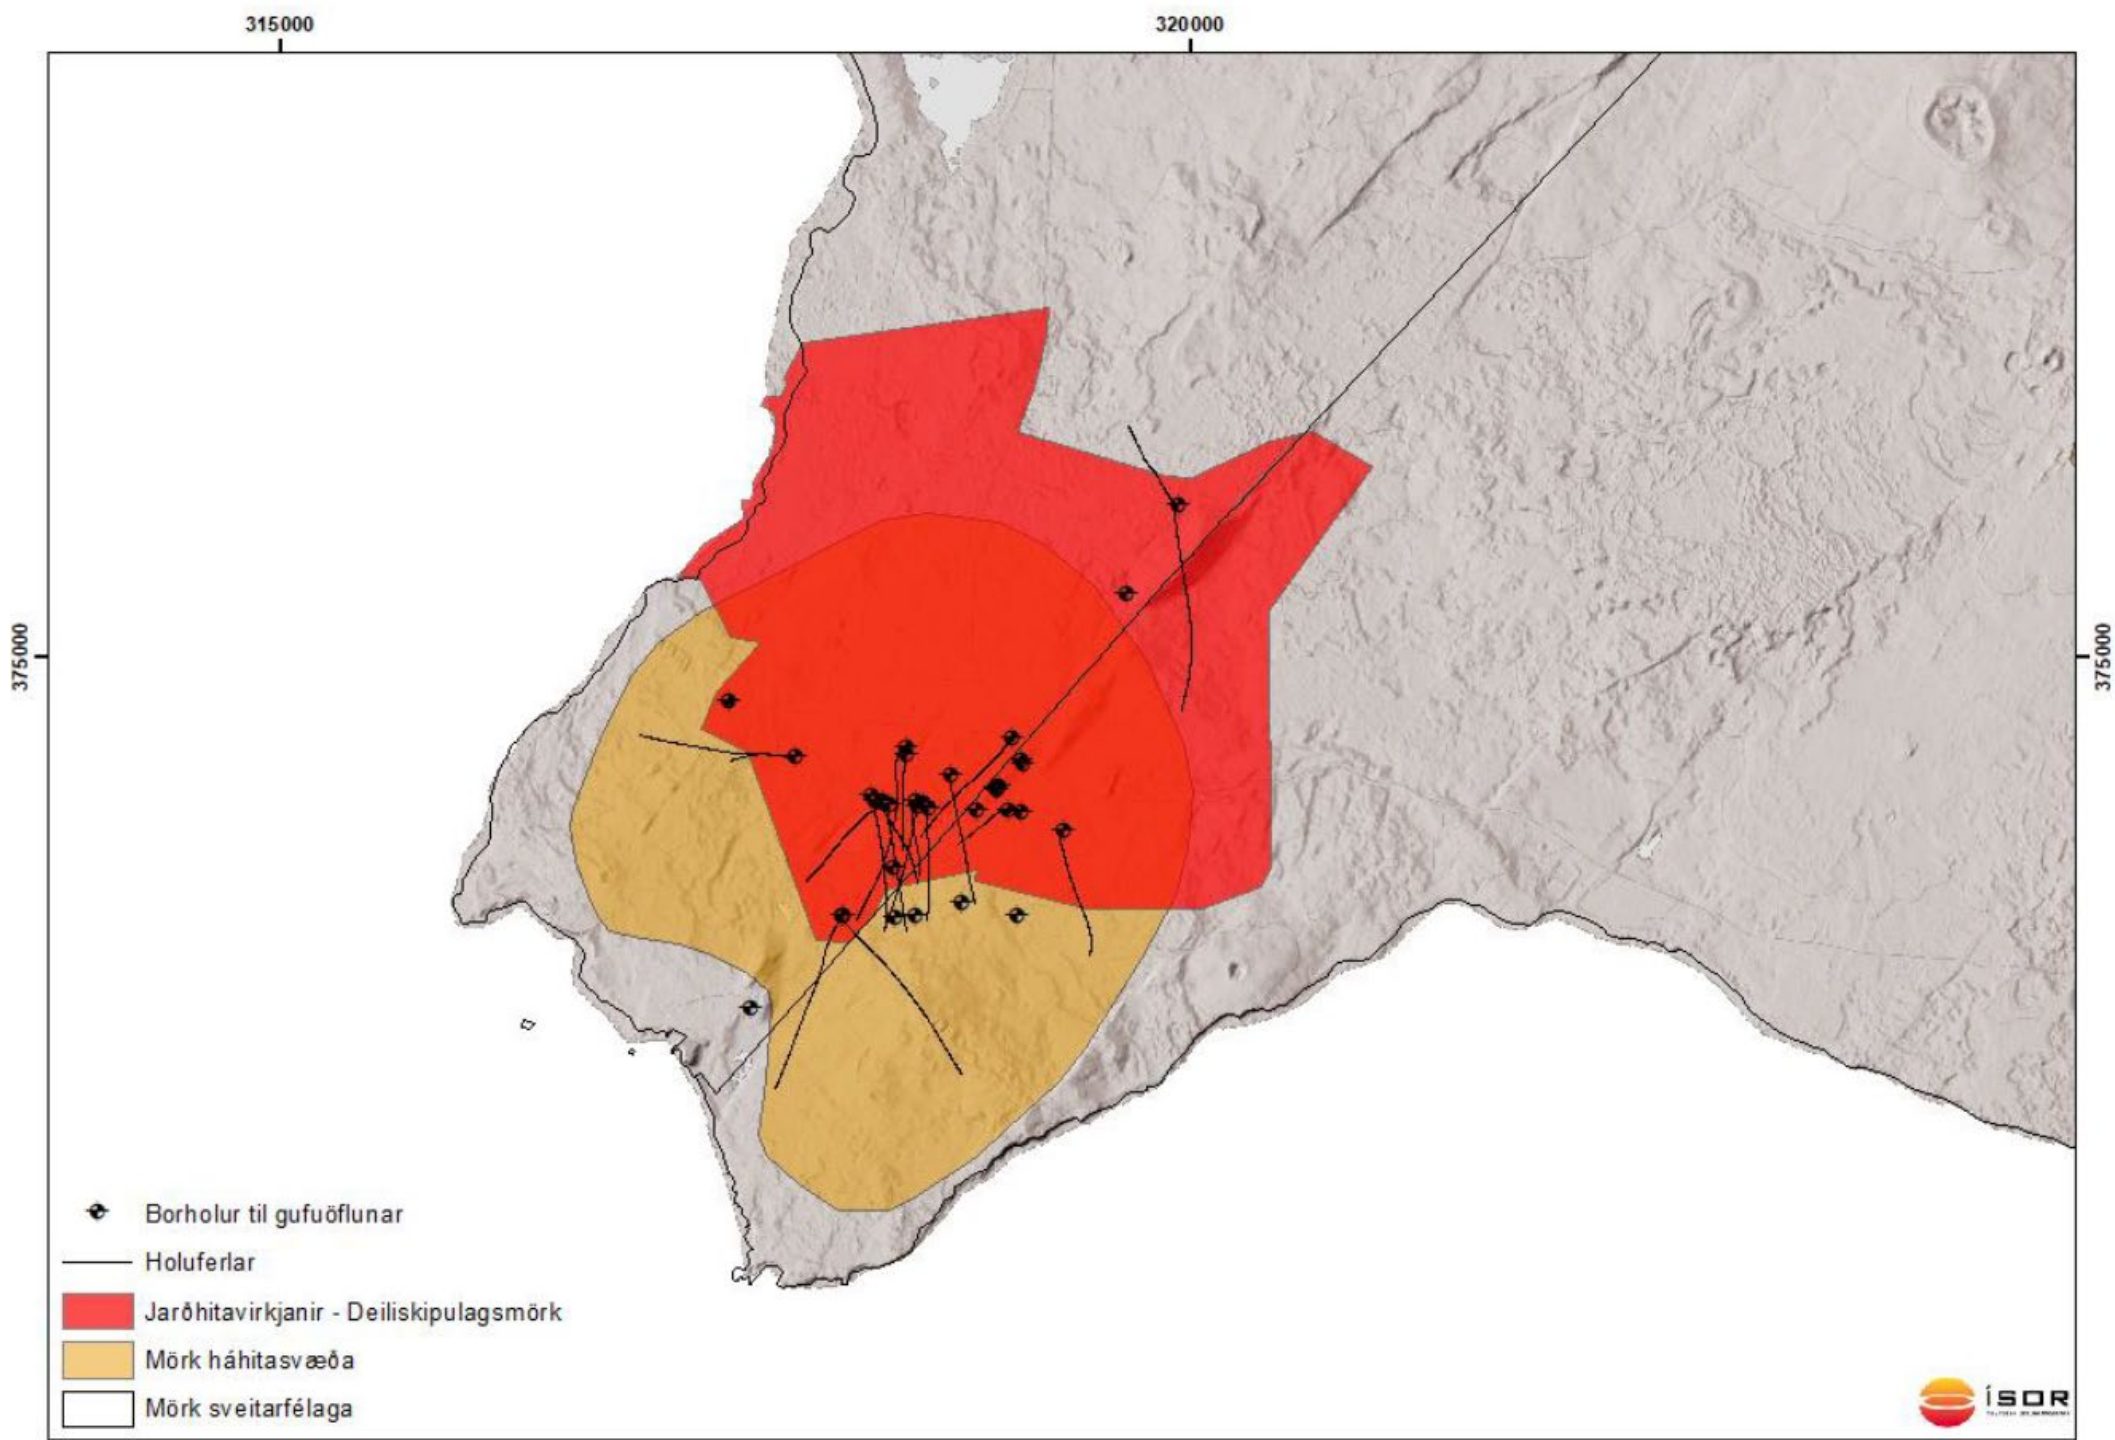 315000
320000
375000
375000
Borholur til gufuöflunar
Holuferlar
Jarðhitavirkjanir - Deiliskipulagsmörk
Mörk háhitasvæða
Mörk sveitarfélaga
ÍSOR